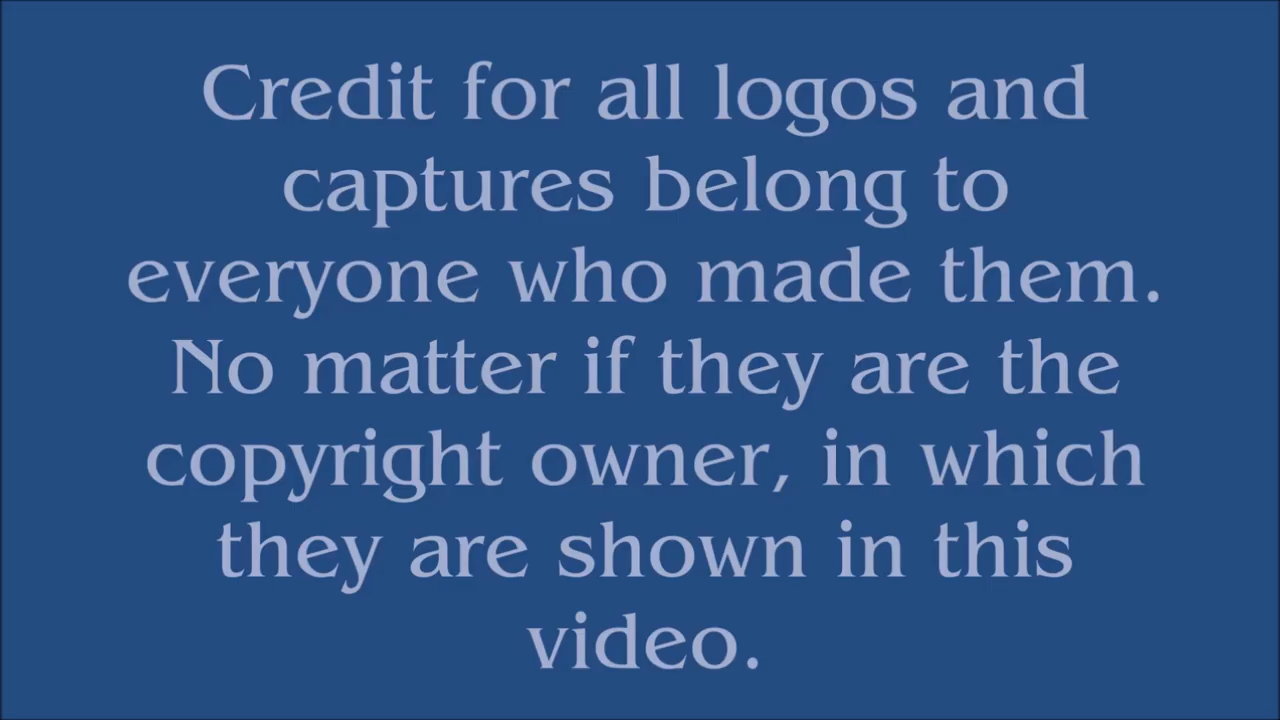 Credit for all logos and
captures belong to
everyone who made them.
No matter if they are the
copyright owner, in which
they are shown in this
video.